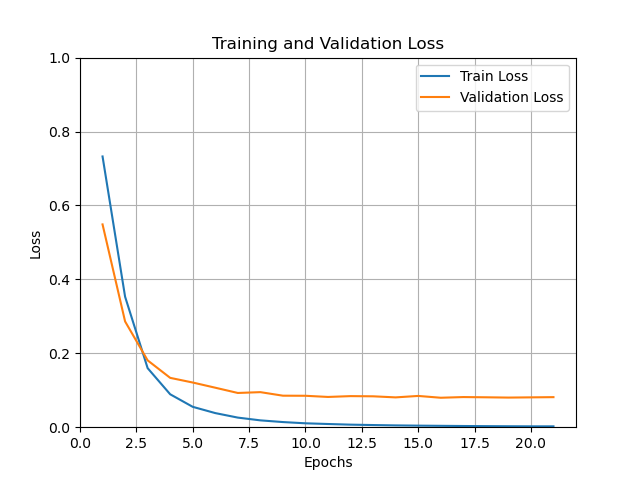 Training and Validation Loss
1.0
0.8
0.6
0.4
0.2
0.0
Loss
Train Loss
Validation Loss
0.0 2.5 5.0 7.5 10.0 12.5 15.0 17.5 20.0
Epochs